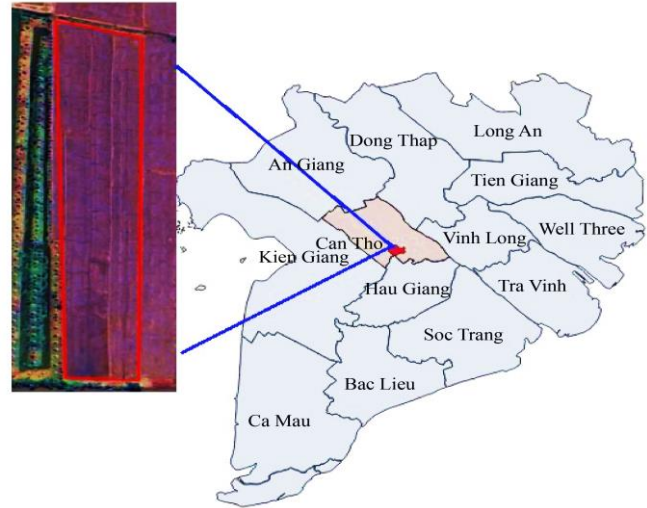 Long An
Dong Thap
An Giang
Tien Giang
Can Tho
Vinh Long
Well Three
Kien Giang
Hau Giang
Tra Vinh
Soc Trang
Bac Lieu
Ca Mau